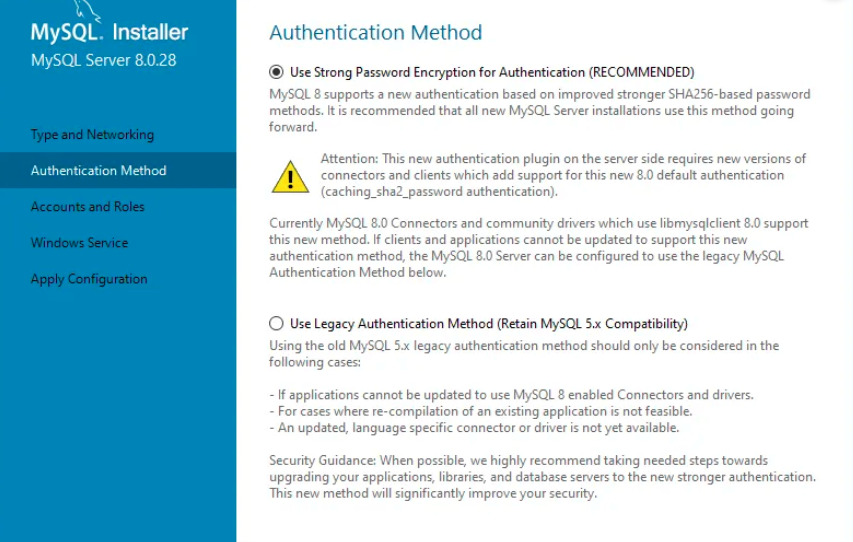 MySQL. Installer
MySQL Server 8.0.28
Type and Networking
Authentication Method
Accounts and Roles
Windows Service
Apply Configuration
Authentication Method
Use Strong Password Encryption for Authentication (RECOMMENDED)
MySQL 8 supports a new authentication based on improved stronger SHA256-based password
methods. It is recommended that all new MySQL Server installations use this method going
forward.
Attention: This new authentication plugin on the server side requires new versions of
connectors and clients which add support for this new 8.0 default authentication
(caching_sha2_password authentication).
Currently MySQL 8.0 Connectors and community drivers which use libmysqlclient 8.0 support
this new method. If clients and applications cannot be updated to support this new
authentication method, the MySQL 8.0 Server can be configured to use the legacy MySQL
Authentication Method below.
Use Legacy Authentication Method (Retain MySQL 5.x Compatibility)
Using the old MySQL 5.x legacy authentication method should only be considered in the
following cases:
- If applications cannot be updated to use MySQL 8 enabled Connectors and drivers.
- For cases where re-compilation of an existing application is not feasible.
- An updated, language specific connector or driver is not yet available.
Security Guidance: When possible, we highly recommend taking needed steps towards
upgrading your applications, libraries, and database servers to the new stronger authentication.
This new method will significantly improve your security.